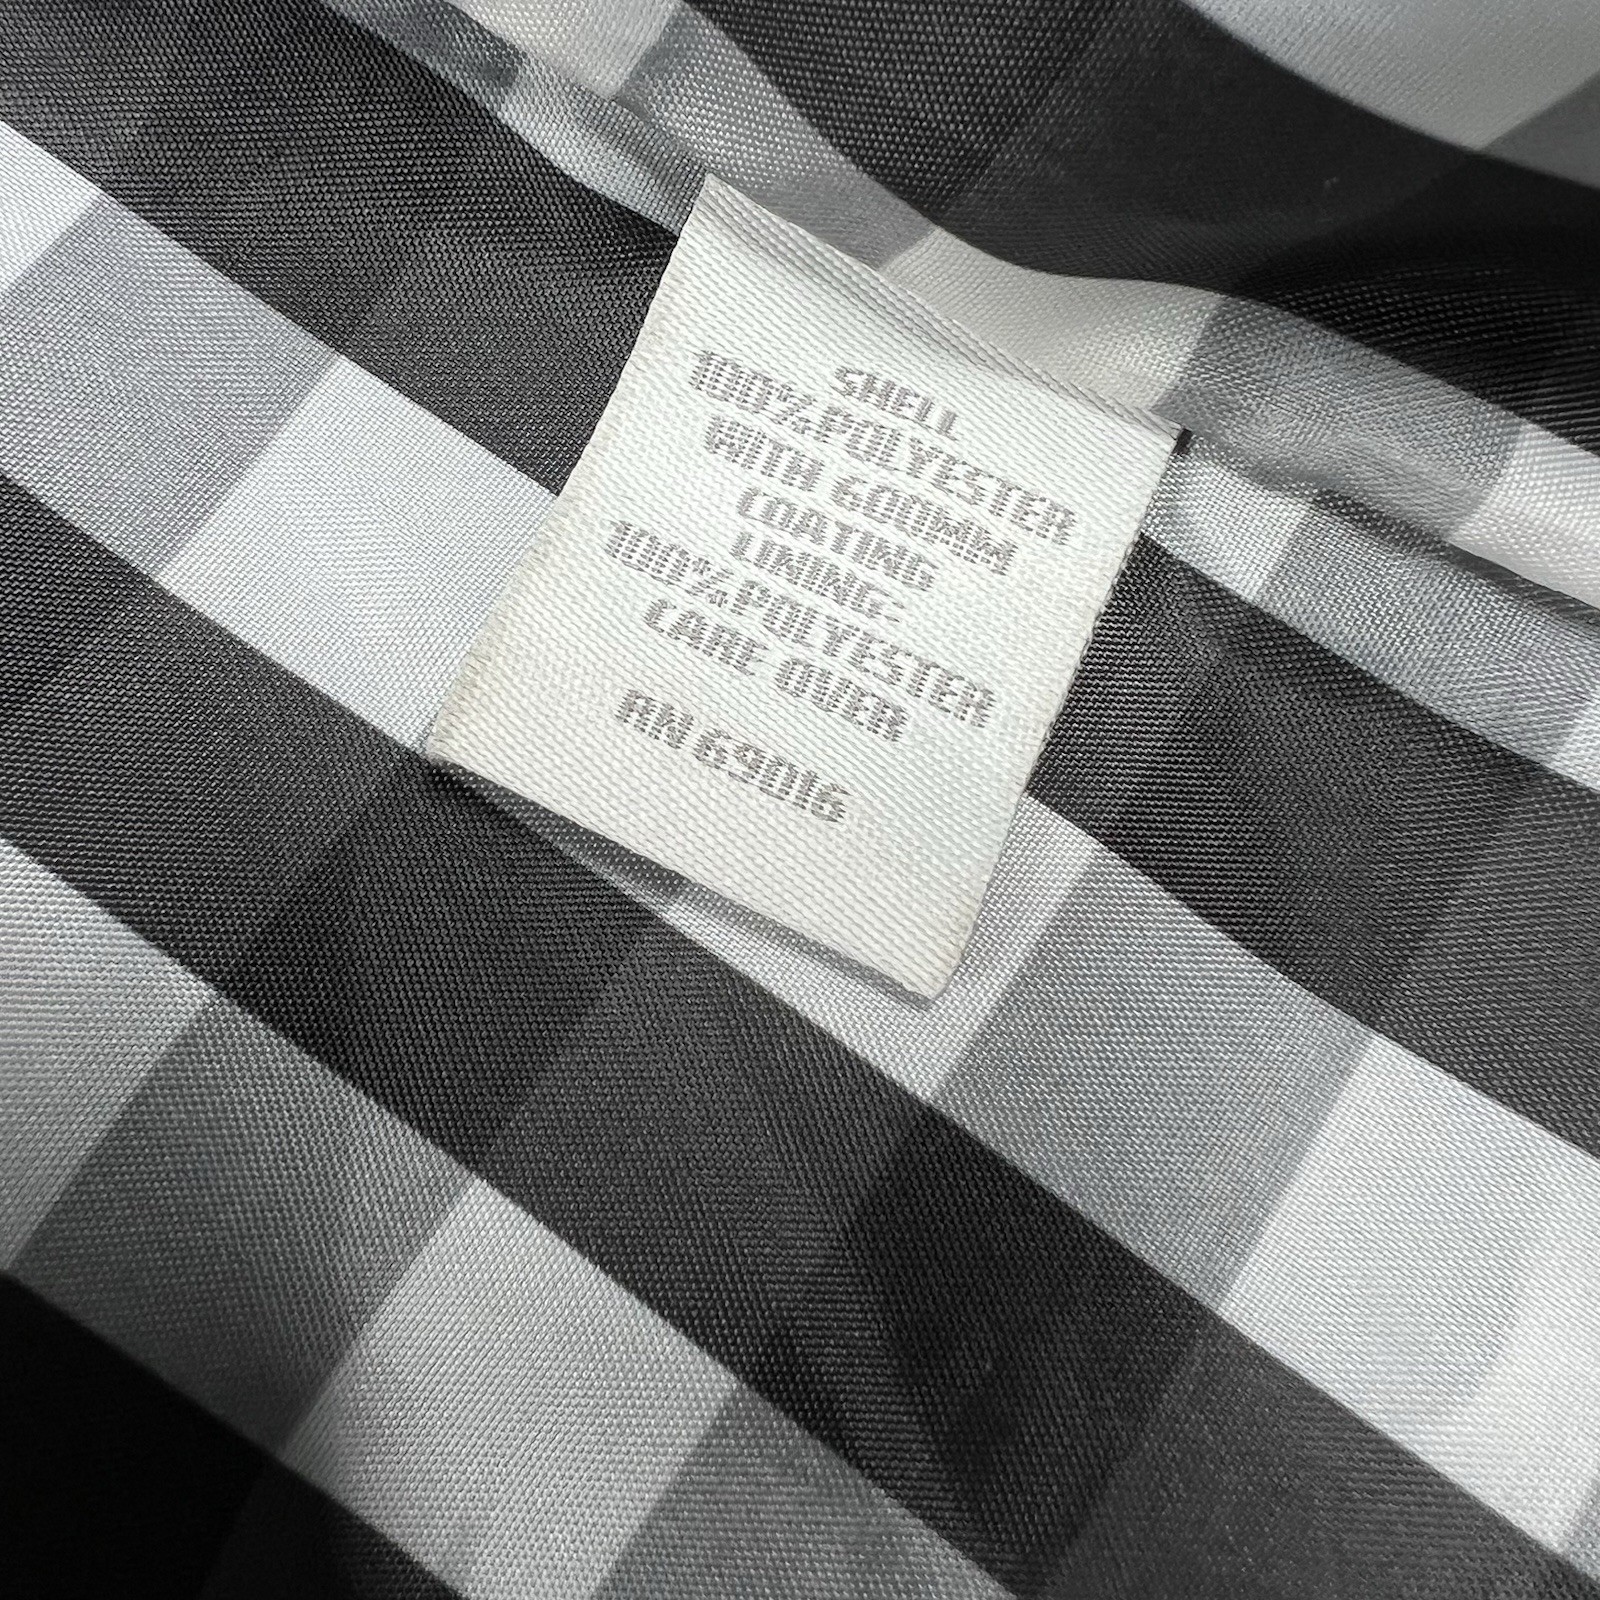 SHELL
100% POLYESTER
WITH 600MM
COATING
LINING:
100% POLYESTER
CARE OVER
RN 69016